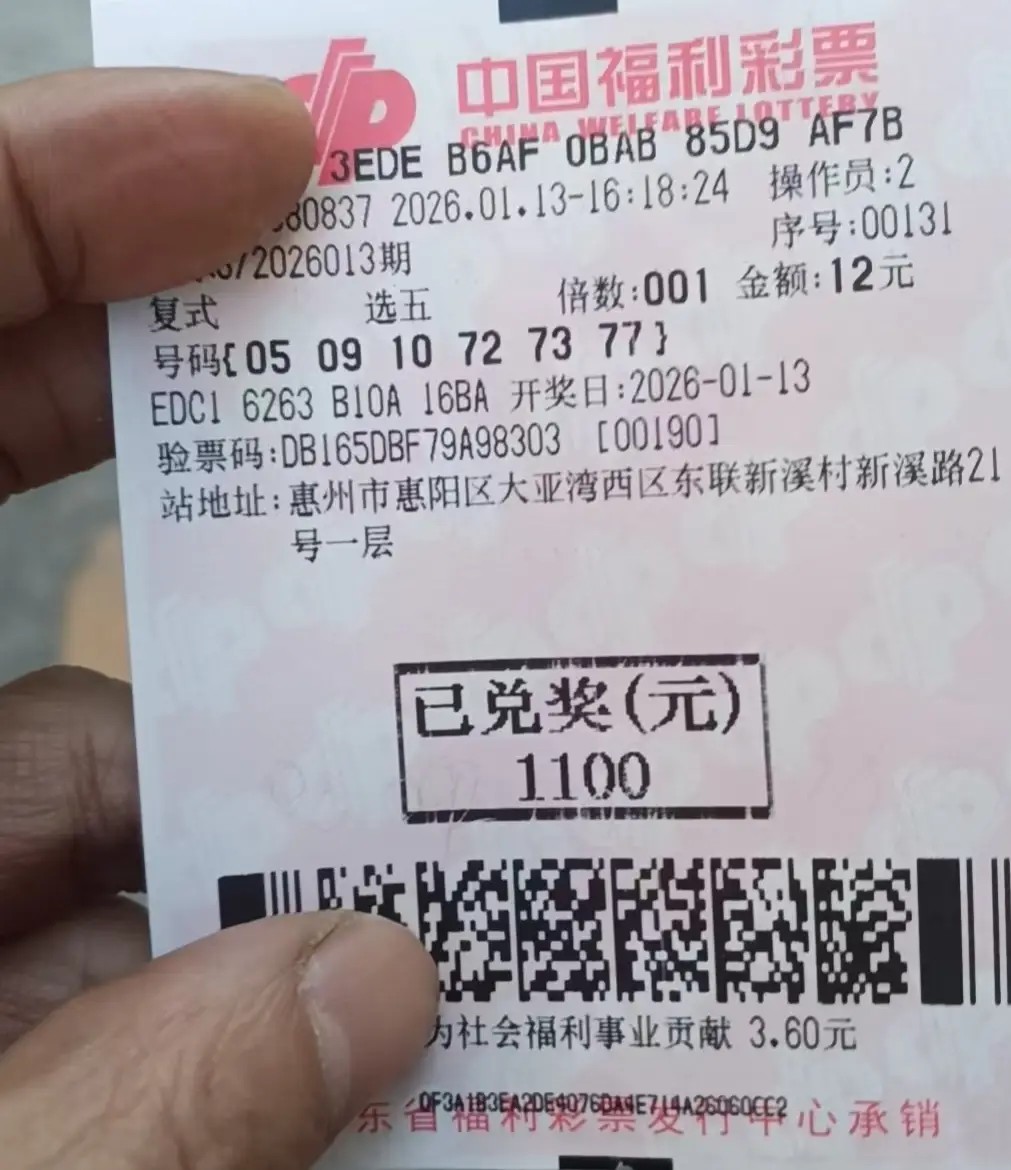 中国福利彩票
CHINA WELFARE LOTTERY
3EDE B6AF 0BAB 85D9 AF7B
80837 2026.01.13-16:18:24 操作员:2
序号:00131
/2026013期
复式 选五 倍数:001 金额:12元
号码{05 09 10 72 73 77}
EDC1 6263 B10A 16BA 开奖日:2026-01-13
验票码:DB165DBF79A98303 [00190]
站地址:惠州市惠阳区大亚湾西区东联新溪村新溪路21
号一层
已兑奖(元)
1100
为社会福利事业贡献 3.60元
东省福利彩票发行中心承销